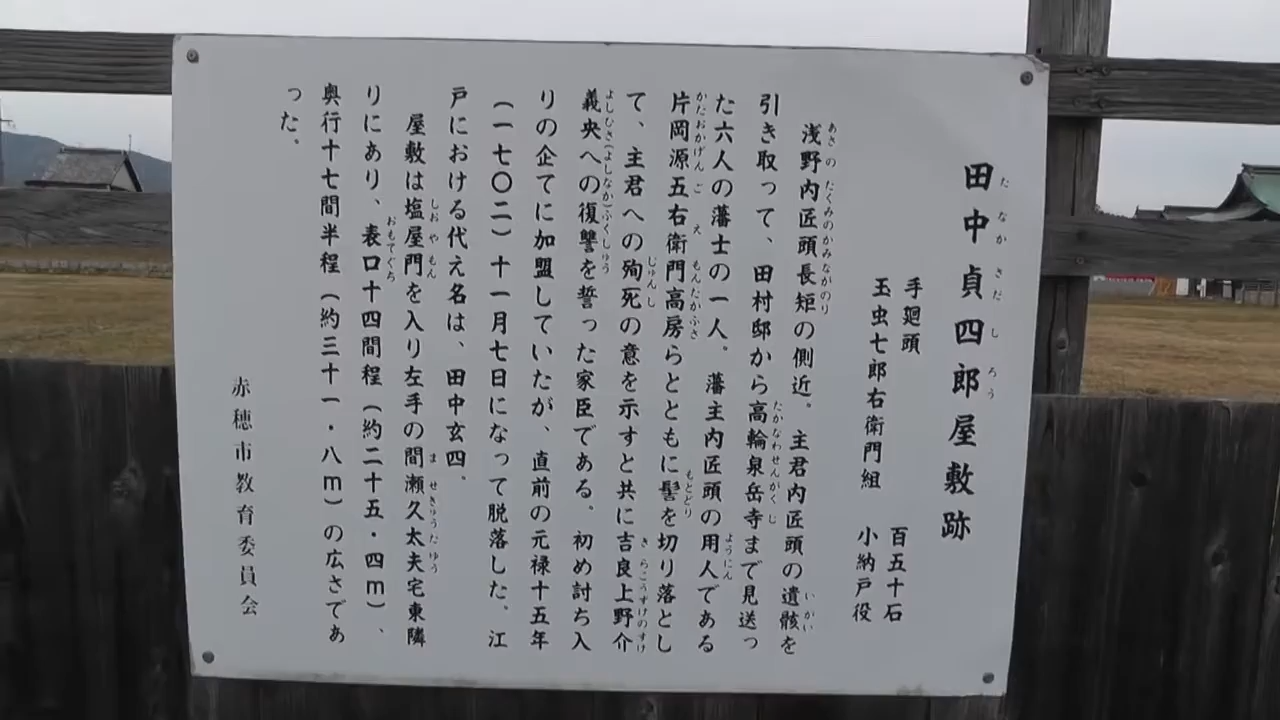 田中貞四郎屋敷跡
手廻頭 百五十石
玉虫七郎右衛門組 小納戸役
浅野内匠頭長矩の側近。主君内匠頭の遺骸を
引き取って、田村邸から高輪泉岳寺まで見送っ
た六人の藩士の一人。藩主内匠頭の用人である
片岡源五右衛門高房らとともに髻を切り落とし
て、主君への殉死の意を示すと共に吉良上野介
義央への復讐を誓った家臣である。初め討ち入
りの企てに加盟していたが、直前の元禄十五年
(一七〇二)十一月七日になって脱落した。江
戸における代え名は、田中玄四。
屋敷は塩屋門を入り左手の間瀬久太夫宅東隣
りにあり、表口十四間程(約二十五・四m)、
奥行十七間半程(約三十一・八m)の広さであ
った。
赤穂市教育委員会